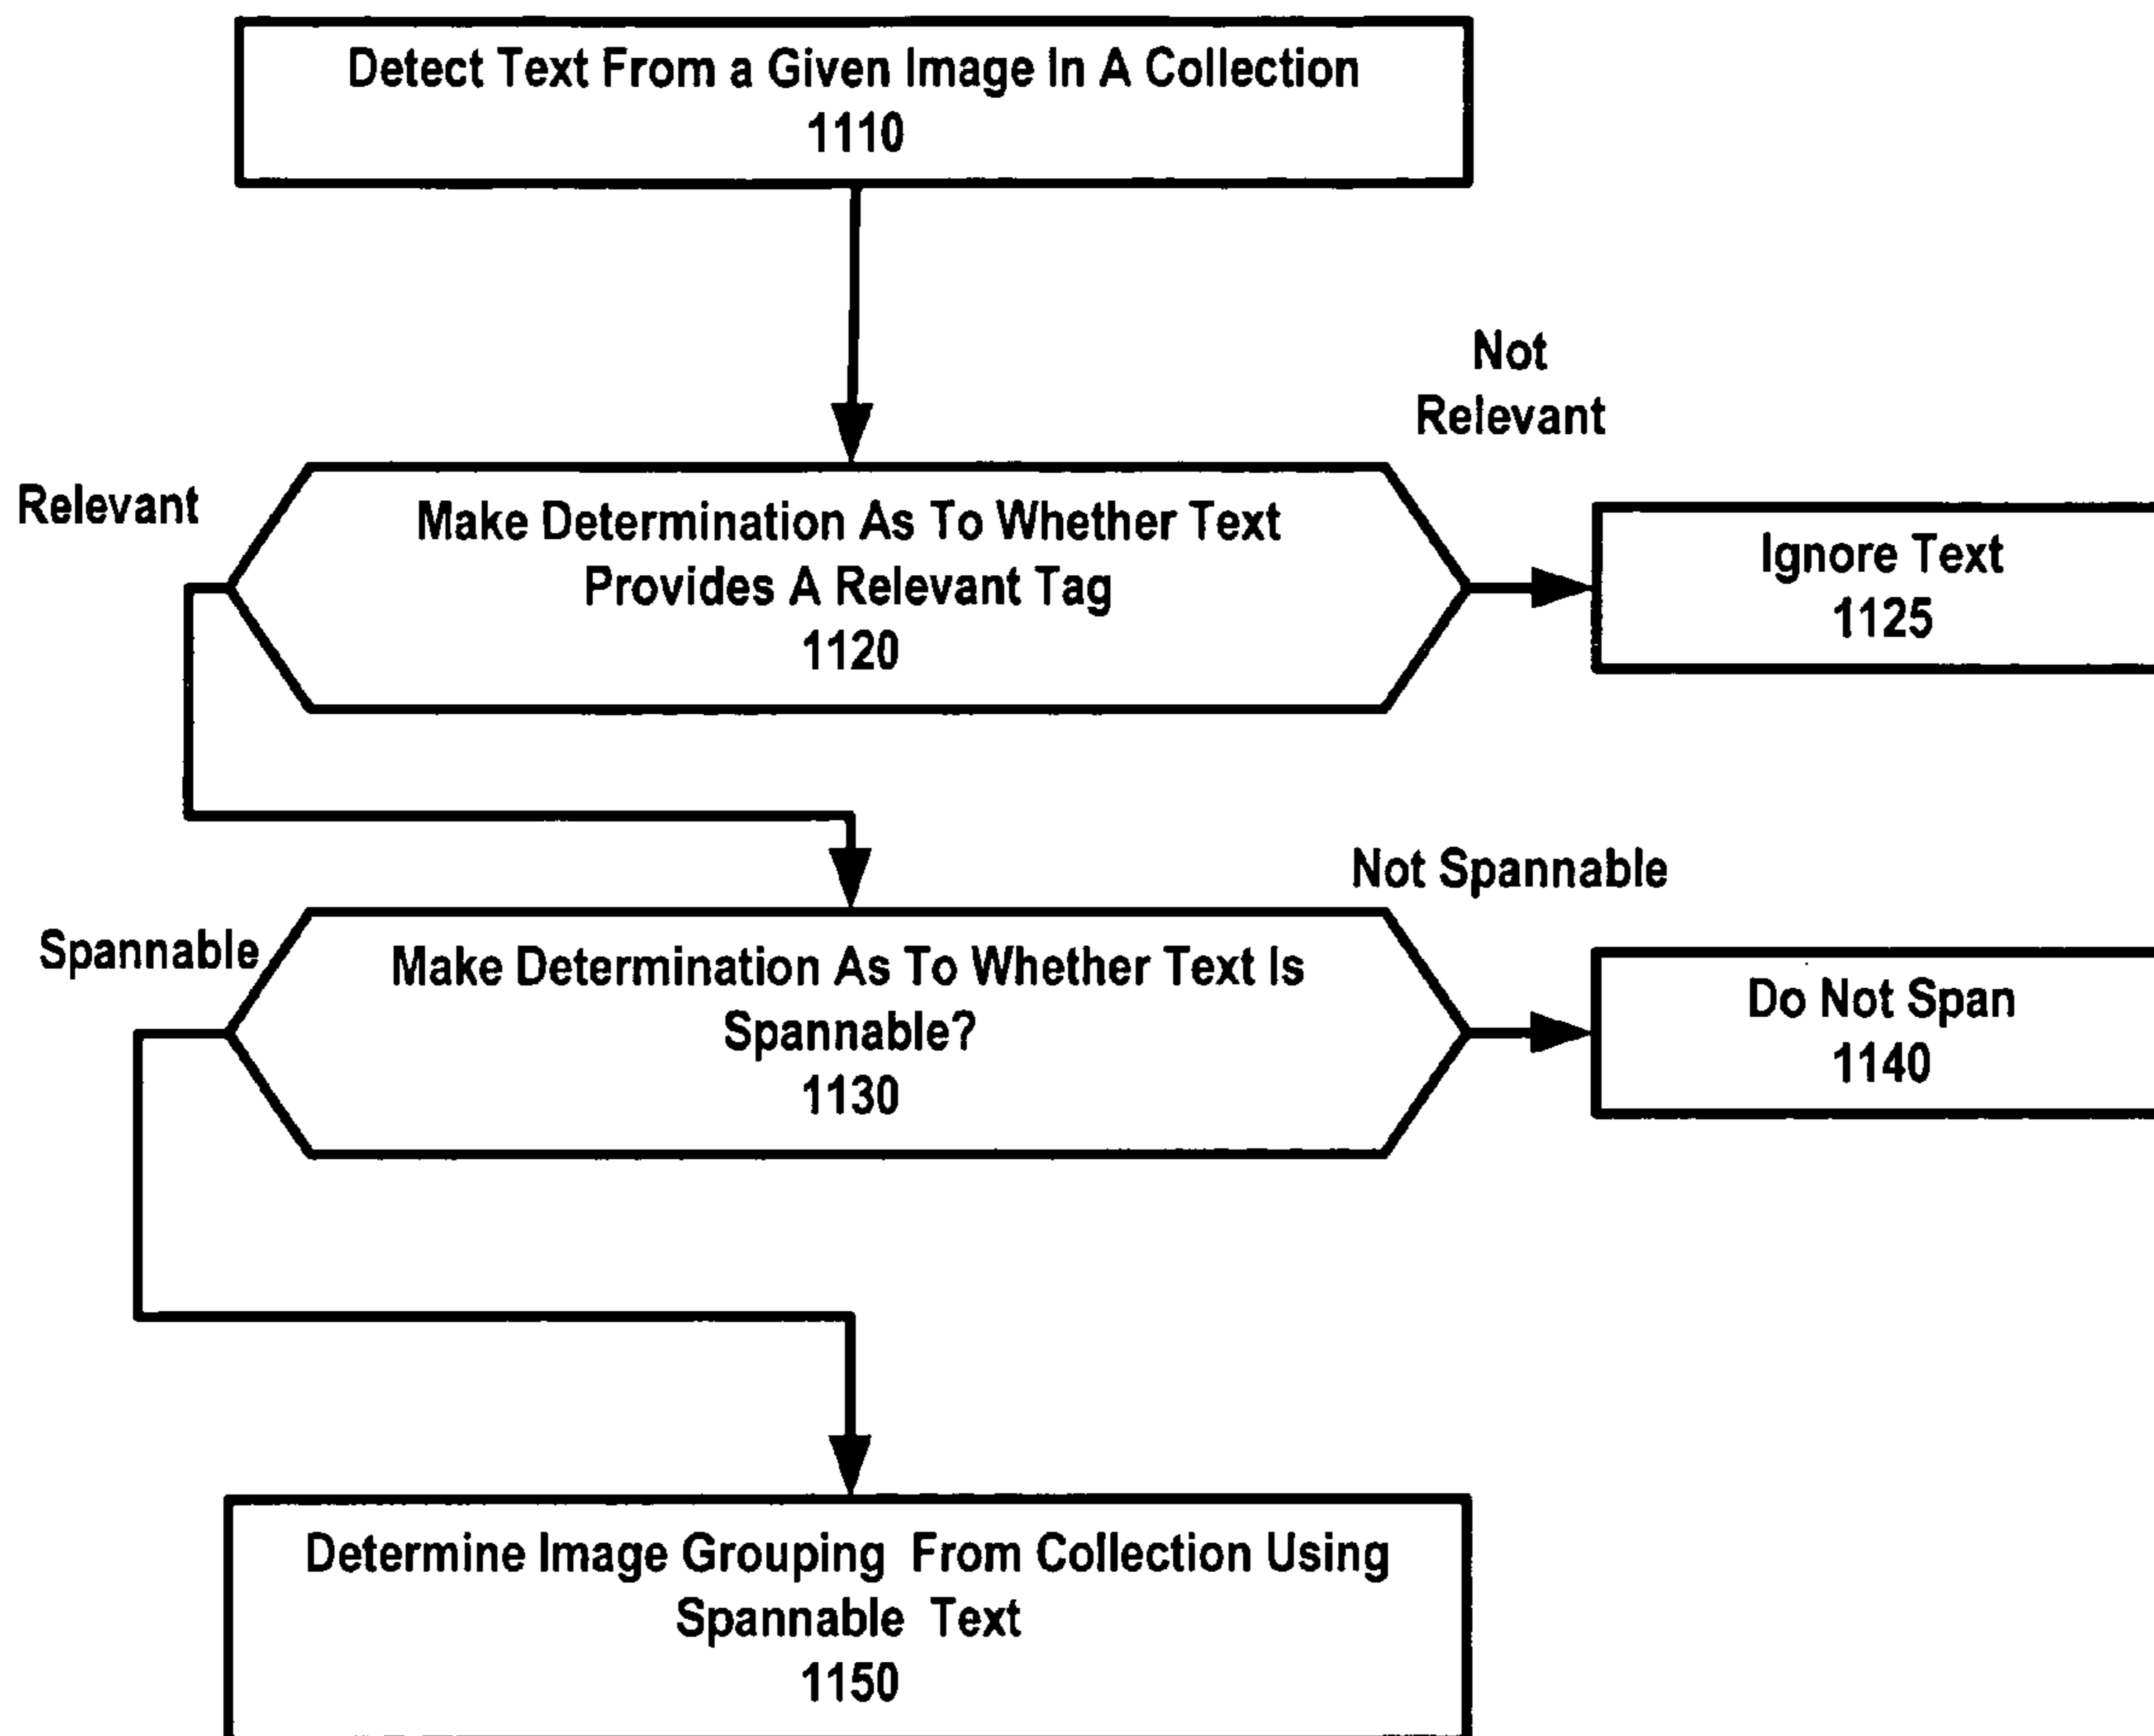 Detect Text From a Given Image In A Collection
1110
Not
Relevant
Relevant
Make Determination As To Whether Text
Provides A Relevant Tag
1120
Ignore Text
1125
Not Spannable
Spannable
Make Determination As To Whether Text Is
Spannable?
1130
Do Not Span
1140
Determine Image Grouping From Collection Using
Spannable Text
1150